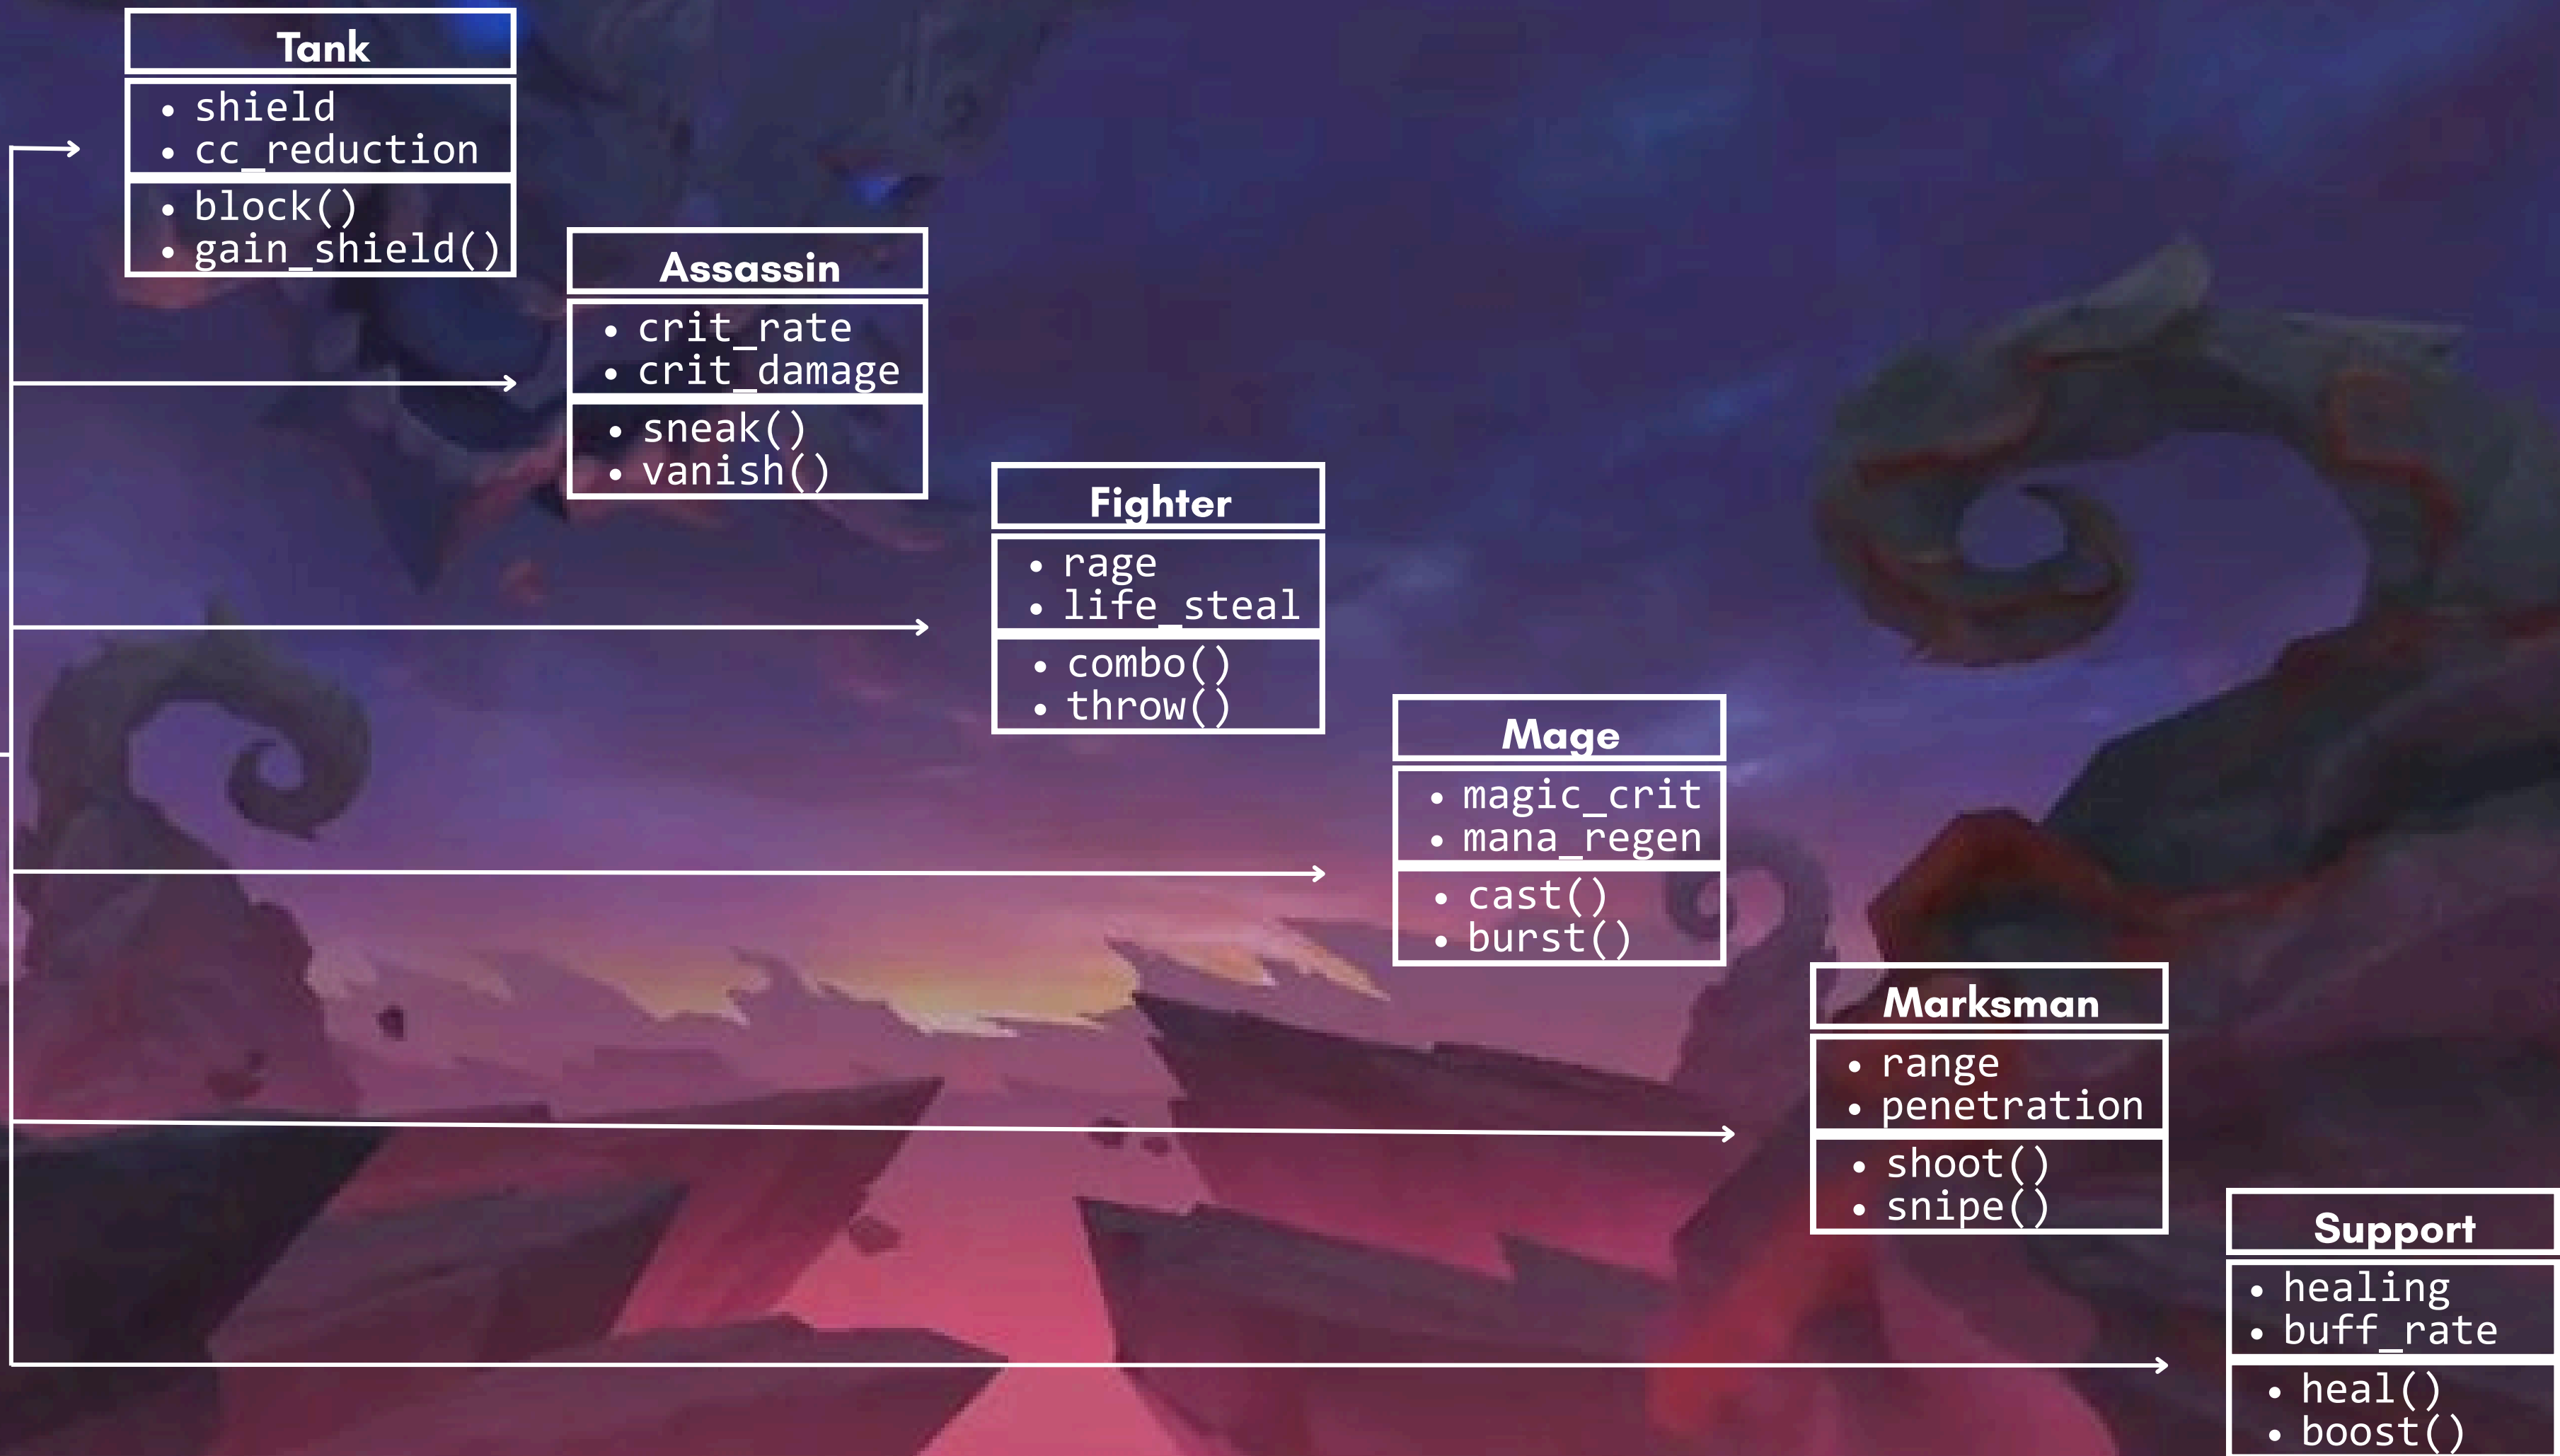 Tank
• shield
• cc_reduction
• block()
• gain_shield()
Assassin
• crit_rate
• crit_damage
• sneak()
• vanish()
Fighter
• rage
• life_steal
• combo()
• throw()
Mage
• magic_crit
• mana_regen
• cast()
• burst()
Marksman
• range
• penetration
• shoot()
• snipe()
Support
• healing
• buff_rate
• heal()
• boost()